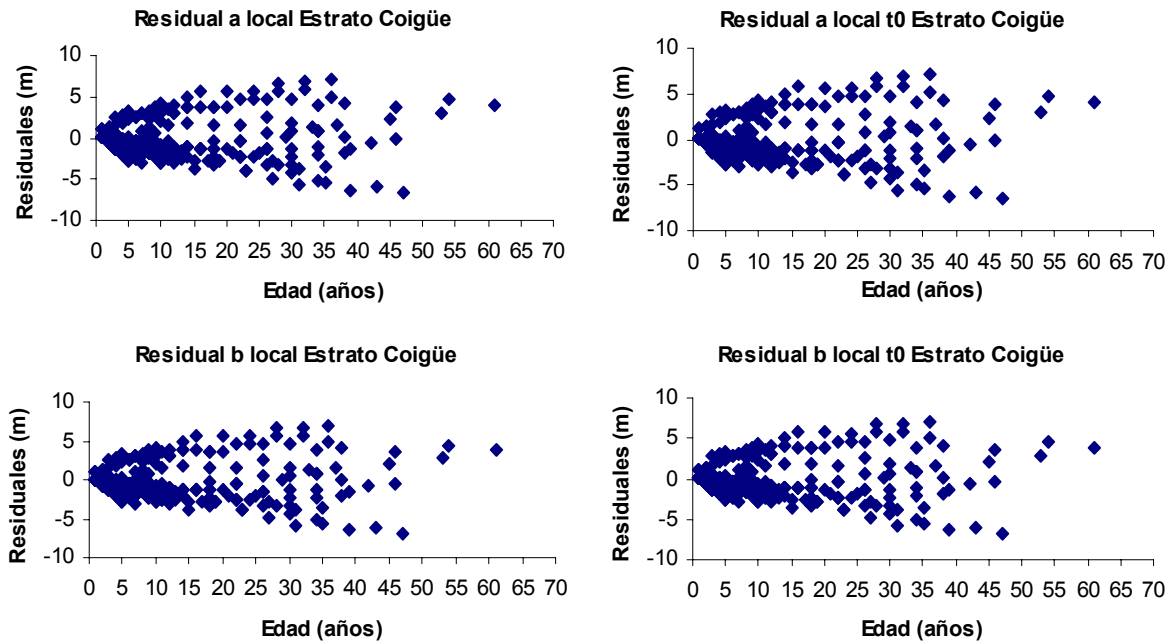 Residual a local Estrato Coigüe
10
5
0
-5
-10
Residuales (m)
0 5 10 15 20 25 30 35 40 45 50 55 60 65 70
Edad (años)
Residual a local t0 Estrato Coigüe
10
5
0
-5
-10
Residuales (m)
0 5 10 15 20 25 30 35 40 45 50 55 60 65 70
Edad (años)
Residual b local Estrato Coigüe
10
5
0
-5
-10
Residuales (m)
0 5 10 15 20 25 30 35 40 45 50 55 60 65 70
Edad (años)
Residual b local t0 Estrato Coigüe
10
5
0
-5
-10
Residuales (m)
0 5 10 15 20 25 30 35 40 45 50 55 60 65 70
Edad (años)